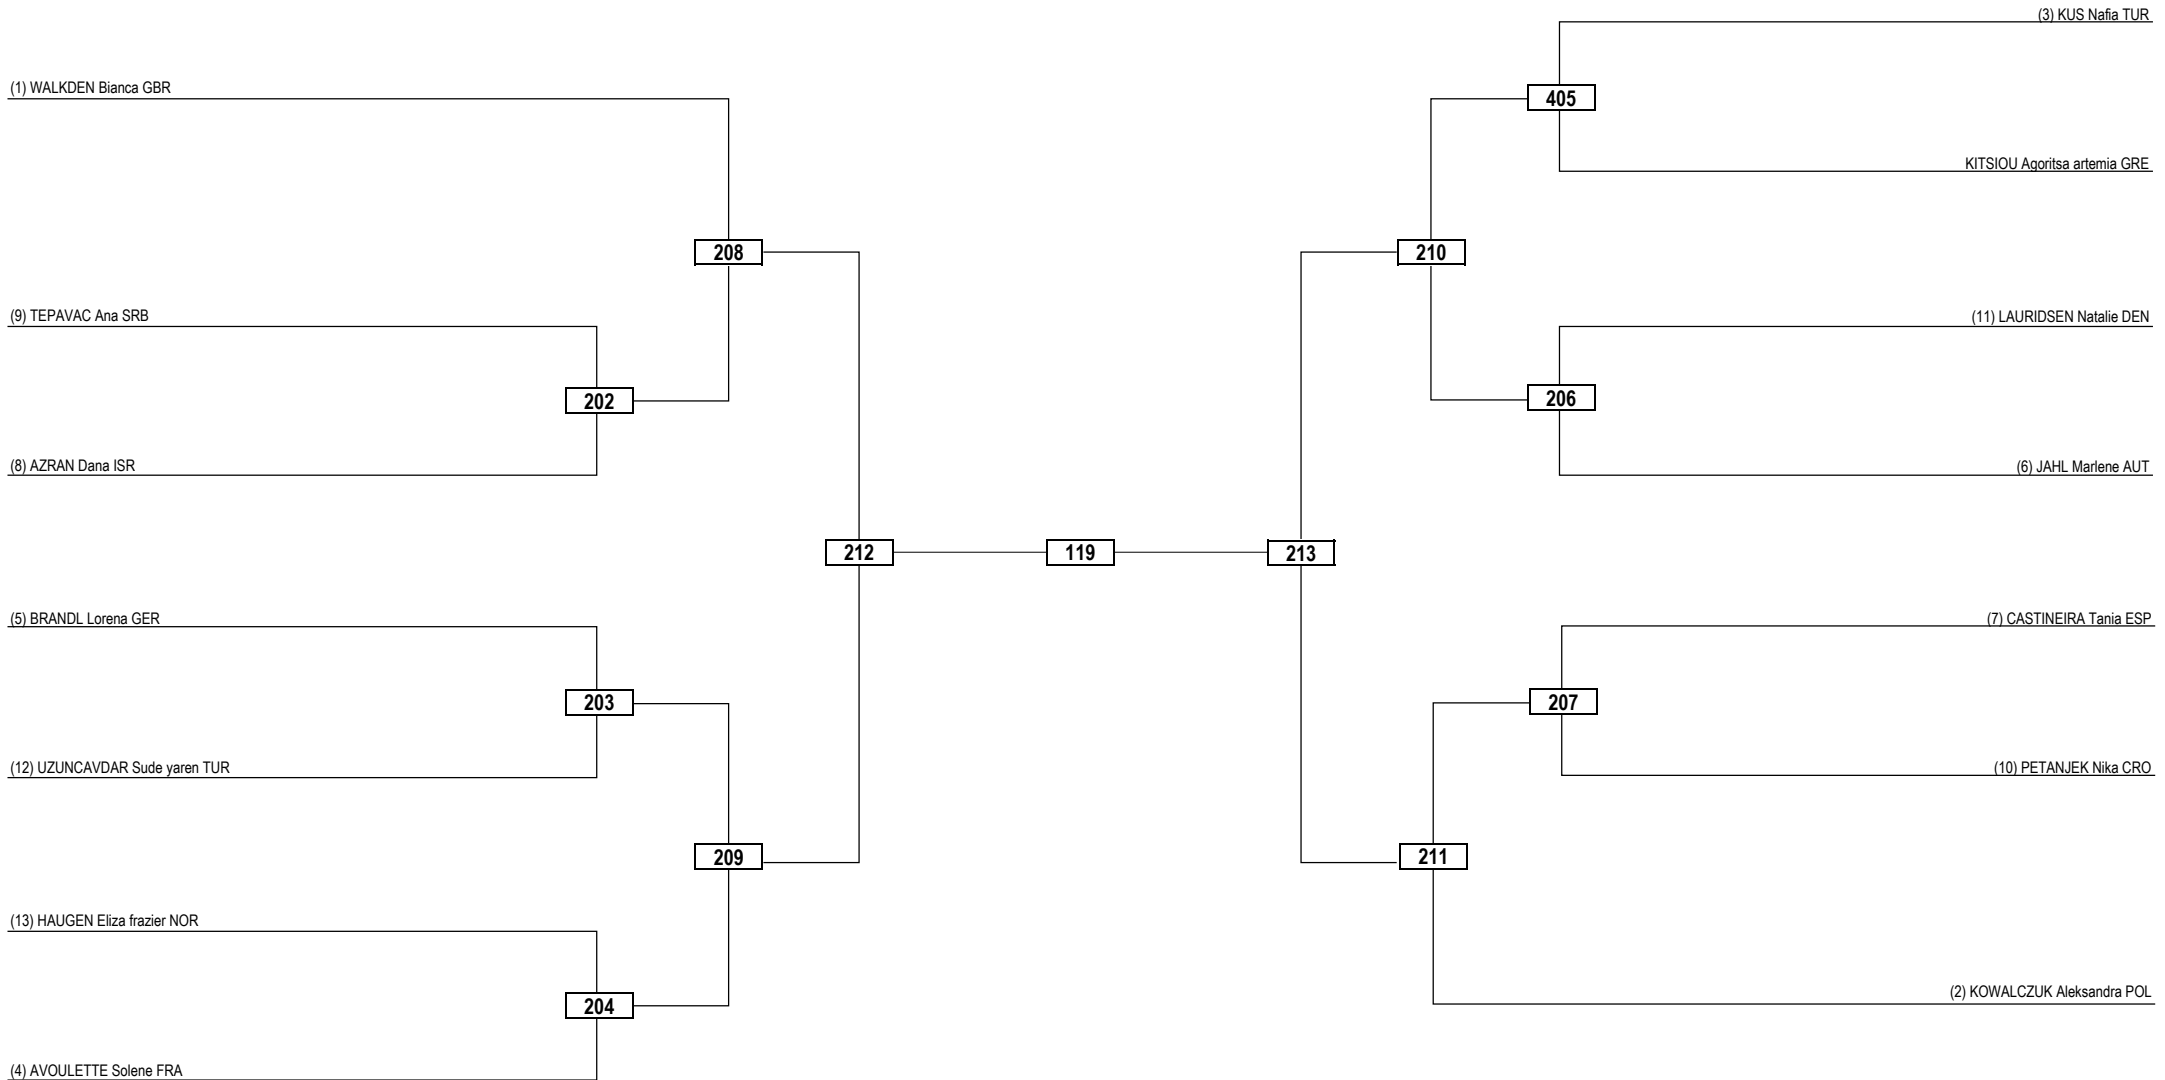 (3) KUS Nafia TUR
(1) WALKDEN Bianca GBR
405
KITSIOU Agoritsa artemia GRE
208
210
(9) TEPAVAC Ana SRB
(11) LAURIDSEN Natalie DEN
202
206
(8) AZRAN Dana ISR
(6) JAHL Marlene AUT
212
119
213
(5) BRANDL Lorena GER
(7) CASTINEIRA Tania ESP
203
207
(12) UZUNCAVDAR Sude yaren TUR
(10) PETANJEK Nika CRO
209
211
(13) HAUGEN Eliza frazier NOR
(2) KOWALCZUK Aleksandra POL
204
(4) AVOULETTE Solene FRA